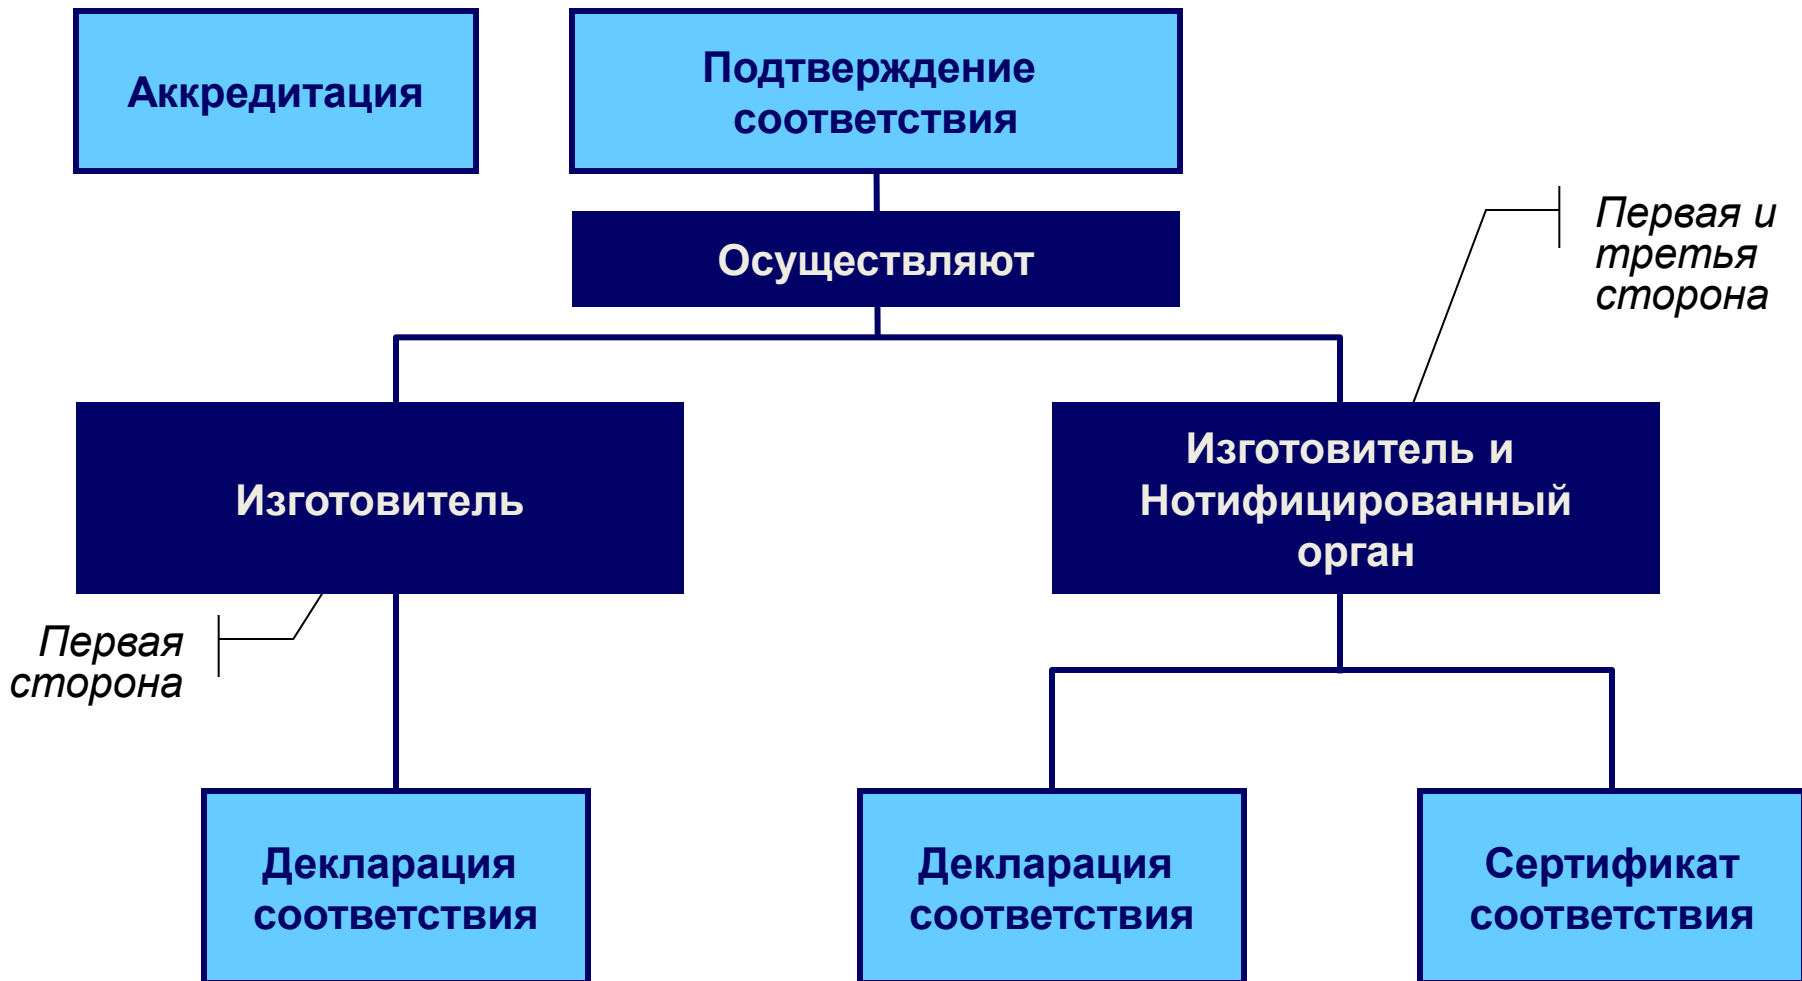 Аккредитация
Подтверждение
соответствия
Осуществляют
Первая и
третья
сторона
Изготовитель
Изготовитель и
Нотифицированный
орган
Первая
сторона
Декларация
соответствия
Декларация
соответствия
Сертификат
соответствия